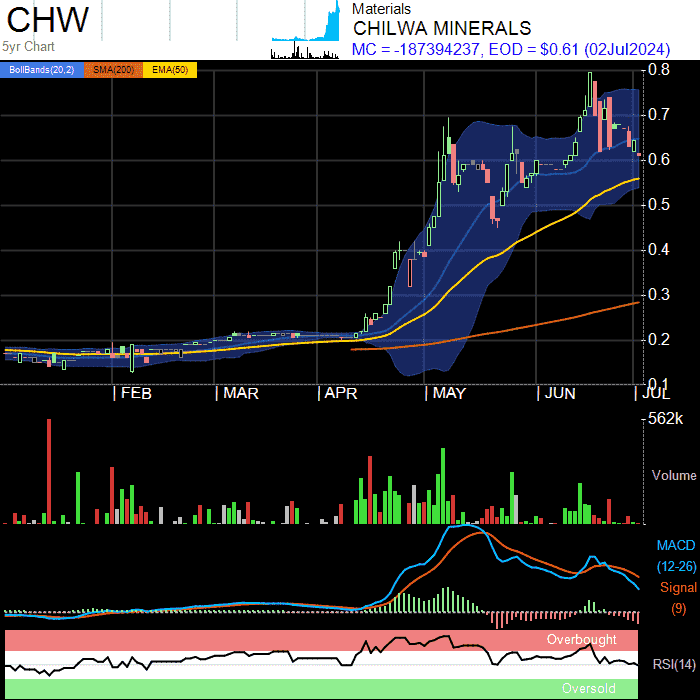 CHW
5yr Chart
Materials
CHILWA MINERALS
MC = -187394237, EOD = $0.61 (02Jul2024)
BollBands(20,2) SMA(200) EMA(50)
0.8
0.7
0.6
0.5
0.4
0.3
0.2
0.1
FEB MAR APR MAY JUN JUL
562k
Volume
MACD
(12-26)
Signal
(9)
Overbought
RSI(14)
Oversold